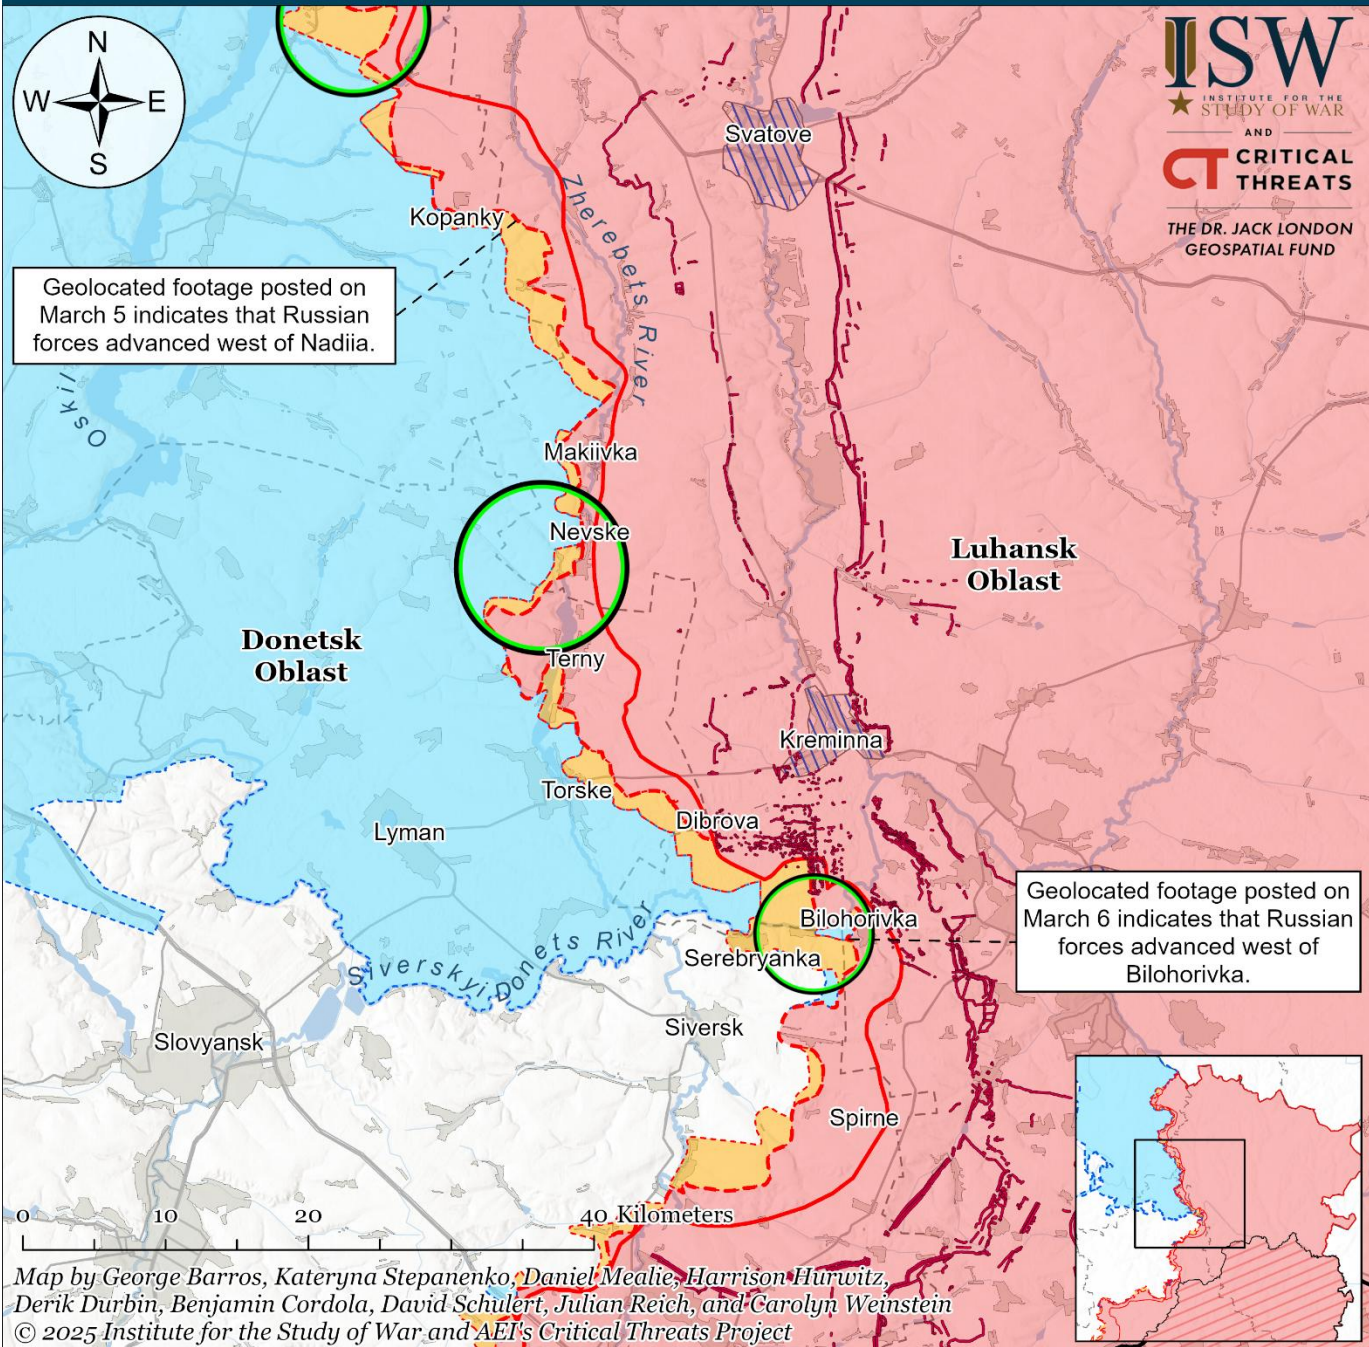 N
W
E
S
ISW
INSTITUTE FOR THE
STUDY OF WAR
AND
CT CRITICAL
THREATS
THE DR. JACK LONDON
GEOSPATIAL FUND
Svatove
Zherebets River
Kopanky
Geolocated footage posted on
March 5 indicates that Russian
forces advanced west of Nadiia.
Oskil
Makiivka
Nevske
Luhansk
Oblast
Donetsk
Oblast
Terny
Kreminna
Torske
Dibrova
Lyman
Geolocated footage posted on
March 6 indicates that Russian
forces advanced west of
Bilohorivka.
Bilohorivka
Serebryanka
Siverskyi Donets River
Siversk
Slovyansk
Spirne
0 10 20 40 Kilometers
Map by George Barros, Kateryna Stepanenko, Daniel Mealie, Harrison Hurwitz,
Derik Durbin, Benjamin Cordola, David Schulert, Julian Reich, and Carolyn Weinstein
© 2025 Institute for the Study of War and AEI's Critical Threats Project